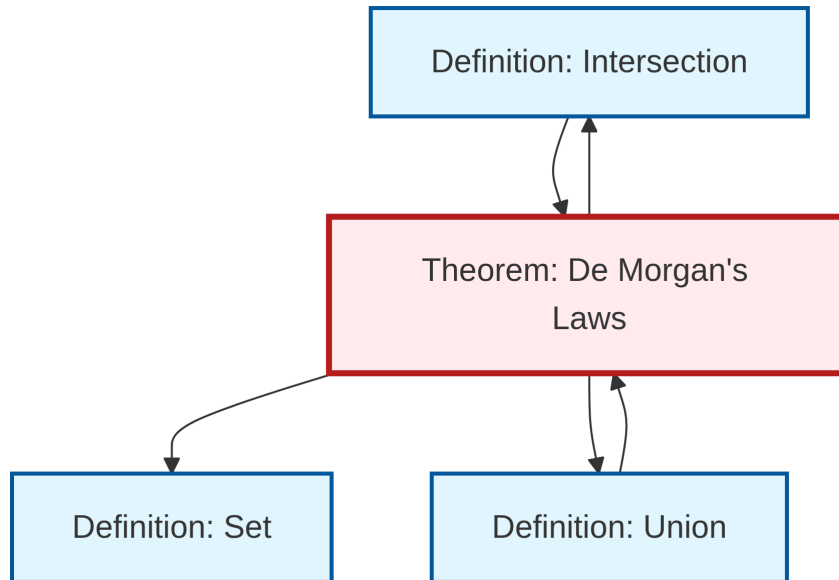 Definition: Intersection
Theorem: De Morgan's
Laws
Definition: Set
Definition: Union